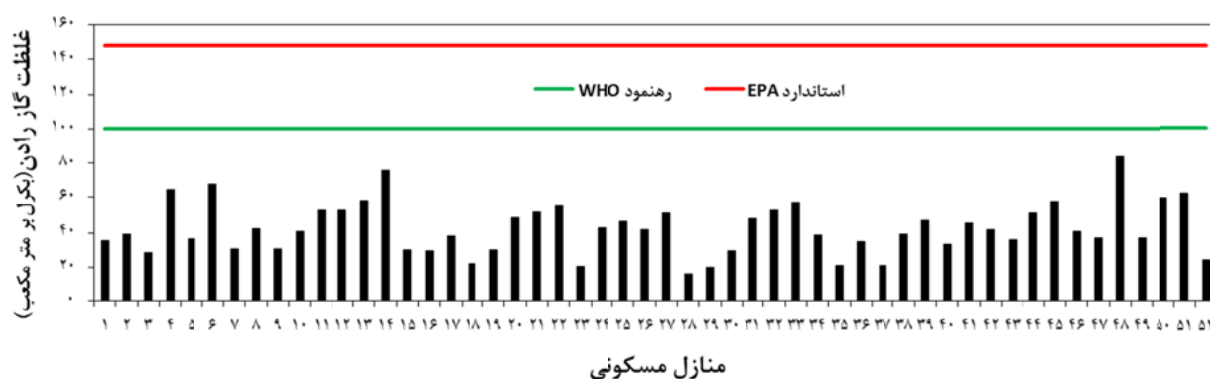 غلظت گاز رادن(بکرل بر متر مکعب)
۱۶۰
۱۴۰
۱۲۰
۱۰۰
۸۰
۶۰
۴۰
۲۰
۰
رهنمود WHO استاندارد EPA
۱ ۲ ۳ ۴ ۵ ۶ ۷ ۸ ۹ ۱۰ ۱۱ ۱۲ ۱۳ ۱۴ ۱۵ ۱۶ ۱۷ ۱۸ ۱۹ ۲۰ ۲۱ ۲۲ ۲۳ ۲۴ ۲۵ ۲۶ ۲۷ ۲۸ ۲۹ ۳۰ ۳۱ ۳۲ ۳۳ ۳۴ ۳۵ ۳۶ ۳۷ ۳۸ ۳۹ ۴۰ ۴۱ ۴۲ ۴۳ ۴۴ ۴۵ ۴۶ ۴۷ ۴۸ ۴۹ ۵۰ ۵۱
منازل مسکونی